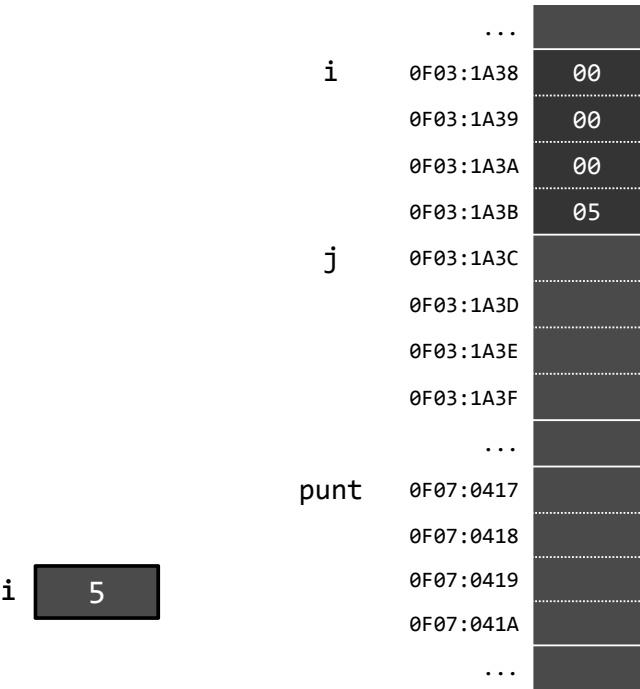 ...
i 0F03:1A38 00
0F03:1A39 00
0F03:1A3A 00
0F03:1A3B 05
j 0F03:1A3C
0F03:1A3D
0F03:1A3E
0F03:1A3F
...
punt 0F07:0417
0F07:0418
i 5 0F07:0419
0F07:041A
...